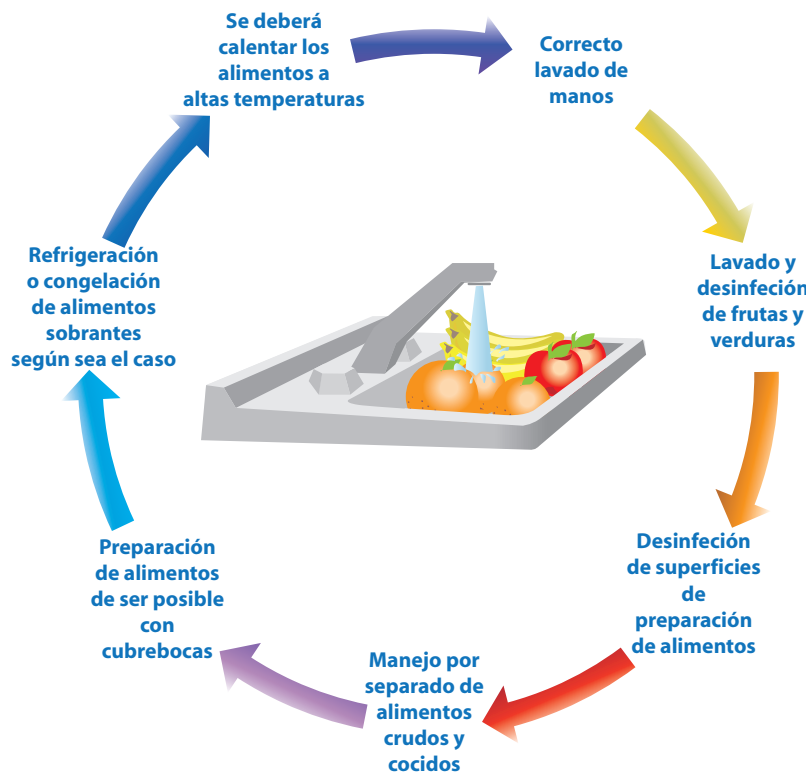 Se deberá
calentar los
alimentos a
altas temperaturas
Correcto
lavado de
manos
Lavado y
desinfeción
de frutas y
verduras
Desinfeción
de superficies
de
preparación
de alimentos
Manejo por
separado de
alimentos
crudos y
cocidos
Preparación
de alimentos
de ser posible
con
cubrebocas
Refrigeración
o congelación
de alimentos
sobrantes
según sea el caso